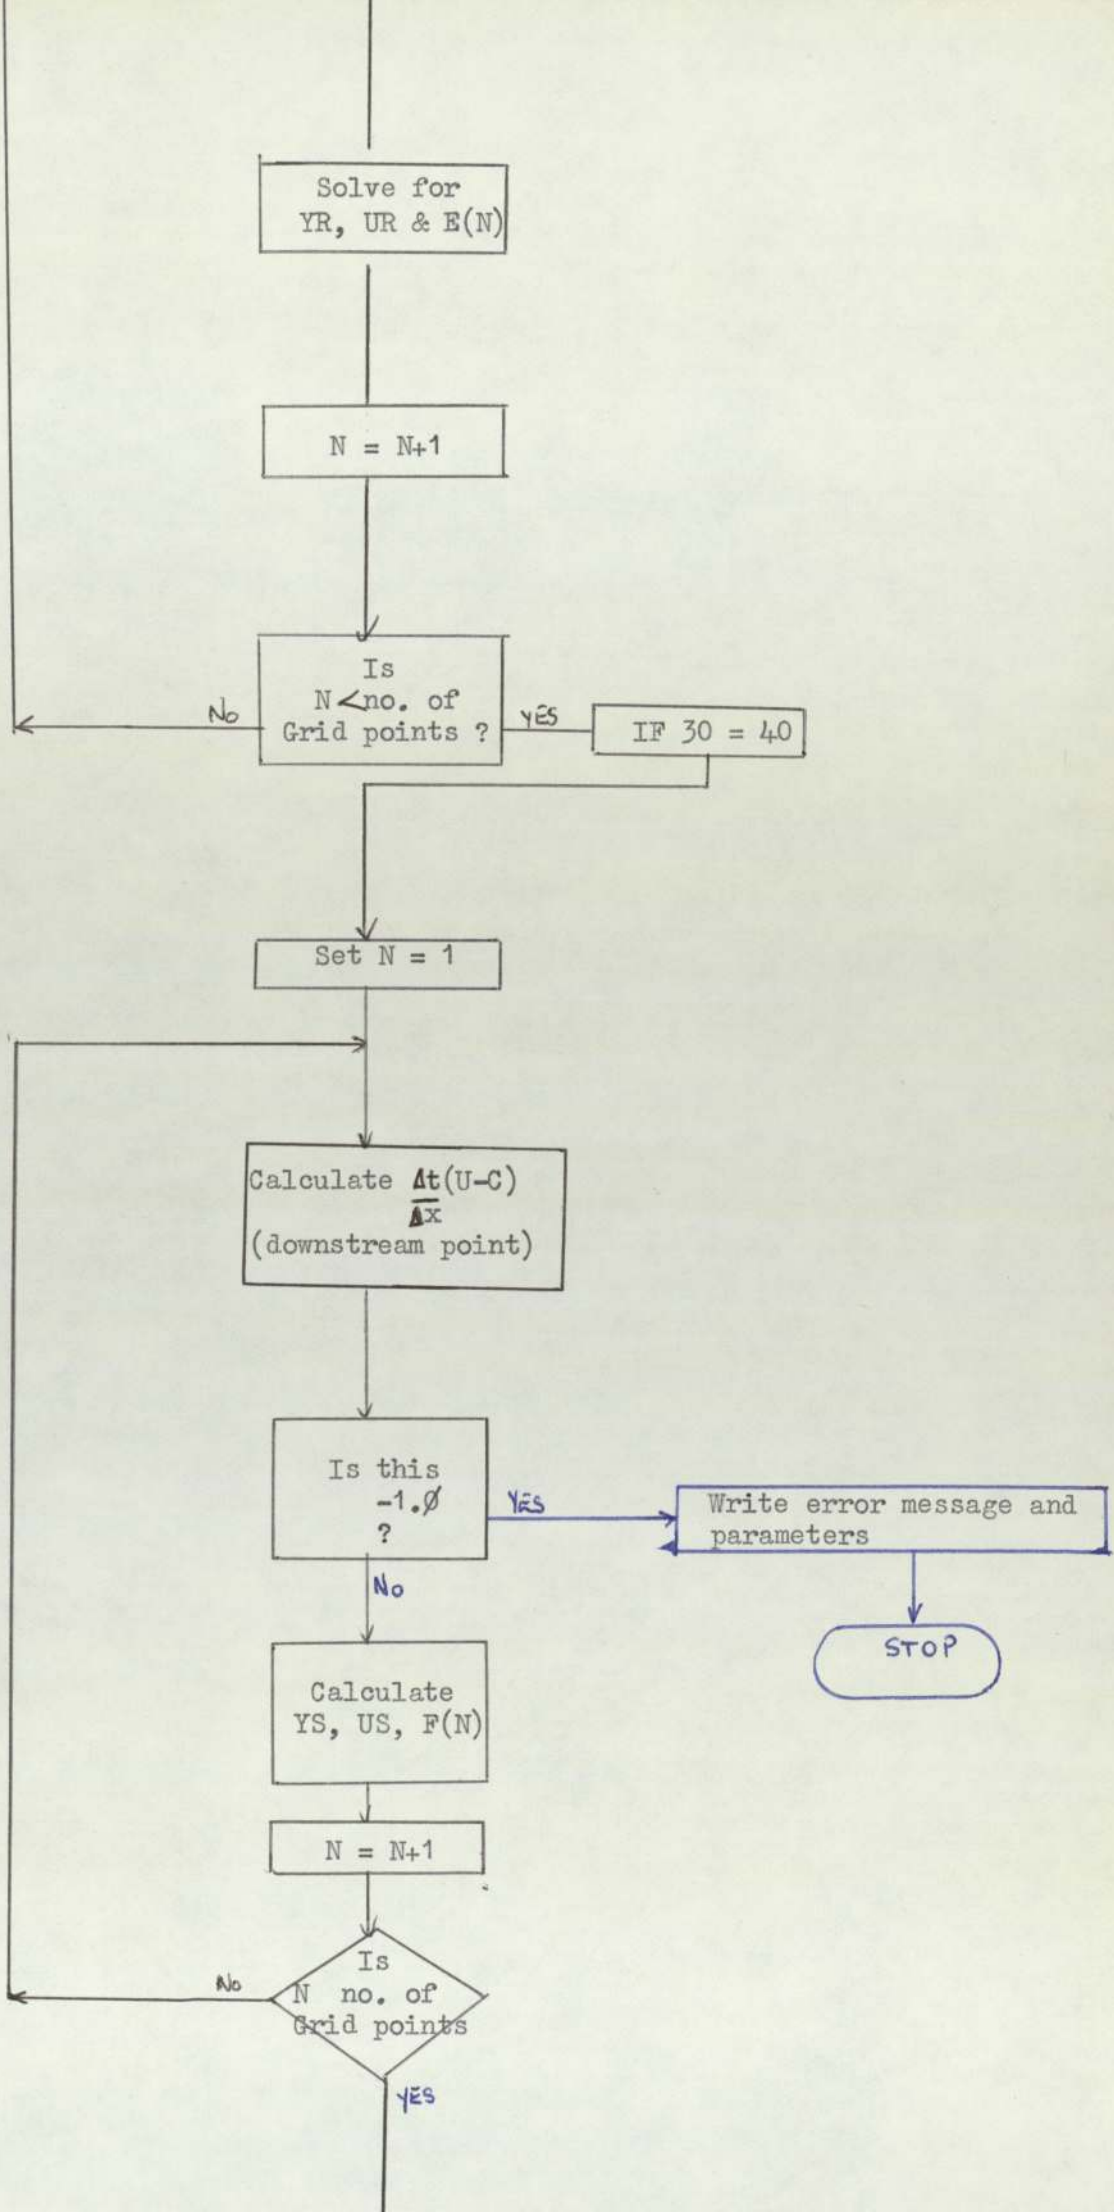 Solve for
YR, UR & E(N)
N = N+1
Is
N < no. of
Grid points ?
No
YES
IF 30 = 40
Set N = 1
Calculate Δt(U-C)
Δx
(downstream point)
Is this
-1.Ø
?
YES
Write error message and
parameters
No
STOP
Calculate
YS, US, F(N)
N = N+1
Is
N no. of
Grid points
No
YES